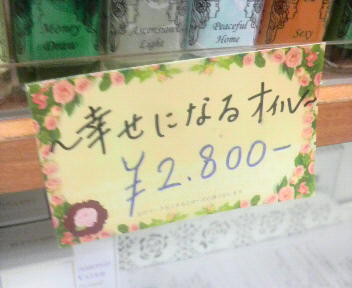 Money
Draw
Ascension
Light
Peaceful
Home
Sexy
～幸せになるオイル～
¥2.800-